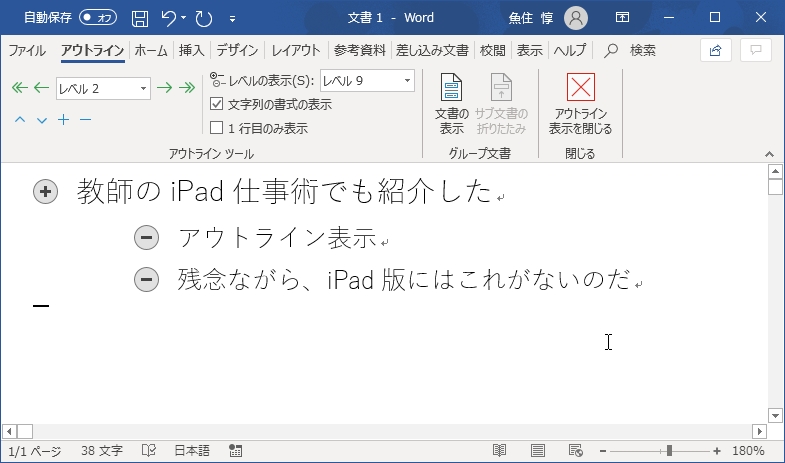 自動保存 オフ 文書 1 - Word 魚住 惇
ファイル アウトライン ホーム 挿入 デザイン レイアウト 参考資料 差し込み文書 校閲 表示 ヘルプ 検索
レベル 2 レベルの表示(S): レベル 9
文字列の書式の表示
1 行目のみ表示
文書の表示
サブ文書の折りたたみ
アウトライン表示を閉じる
アウトライン ツール グループ文書 閉じる
教師の iPad 仕事術でも紹介した
アウトライン表示
残念ながら、iPad 版にはこれがないのだ
1/1 ページ 38 文字 日本語 180%